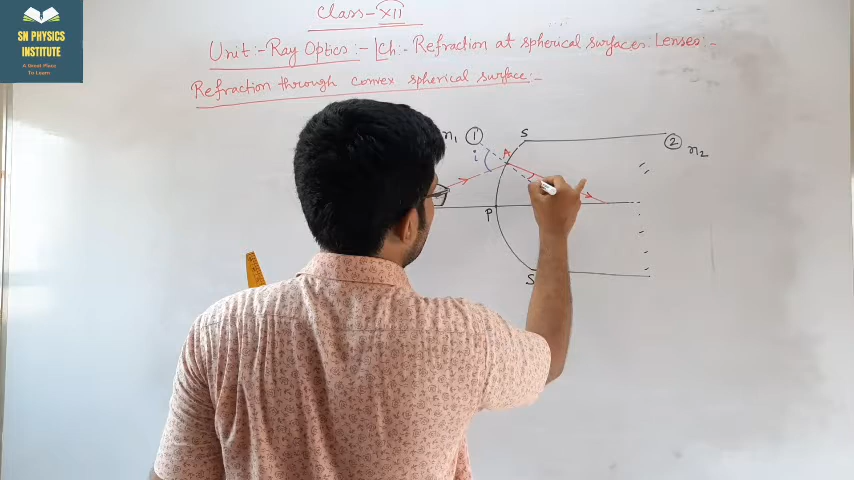 SN PHYSICS
INSTITUTE
A Great Place
To Learn
Class-XII
Unit:-Ray Optics:- [Ch:- Refraction at spherical surfaces: Lenses:-
Refraction through convex spherical surface:-
n1 ① S ② n2
i A
P
S